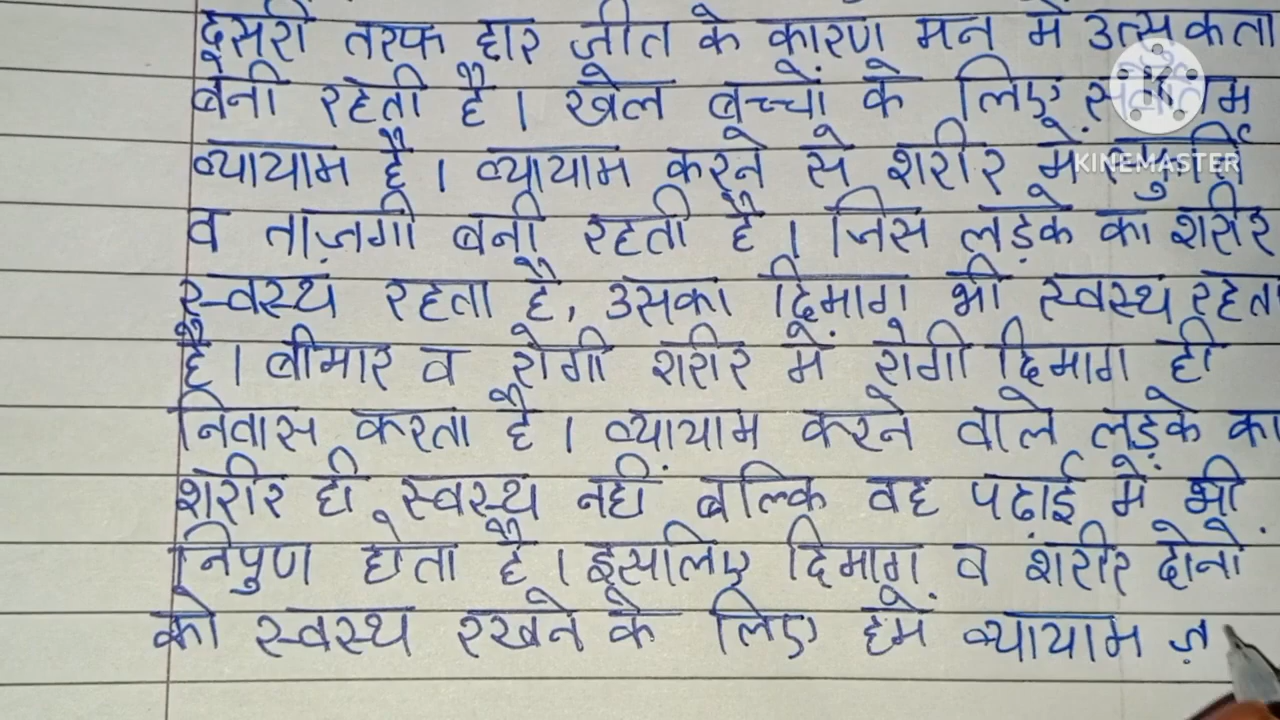 दूसरी तरफ हार जीत के कारण मन में उत्सुकता
बनी रहती है। खेल बच्चों के लिए
व्यायाम है। व्यायाम करने से शरीर में
KINEMASTER
व ताज़गी बनी रहती है। जिस लड़के का शरीर
स्वस्थ रहता है, उसका दिमाग भी स्वस्थ रहता
है। बीमार व रोगी शरीर में रोगी दिमाग ही
निवास करता है। व्यायाम करने वाले लड़के का
शरीर ही स्वस्थ नहीं बल्कि वह पढ़ाई में भी
निपुण होता है। इसलिए दिमाग व शरीर दोनों
को स्वस्थ रखने के लिए हमें व्यायाम ज़